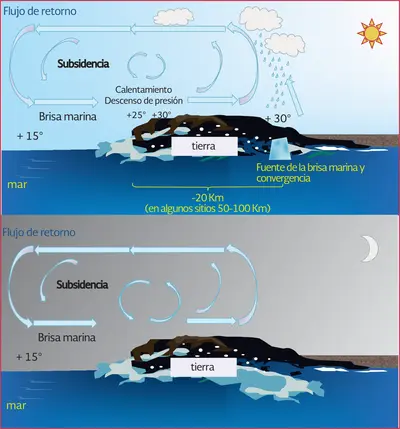 Flujo de retorno
Subsidencia
Calentamiento
Descenso de presión
+25° +30°
Brisa marina
+ 30°
+ 15°
tierra
Fuente de la brisa marina y
convergencia
mar
-20 Km
(en algunos sitios 50-100 Km)
Flujo de retorno
Subsidencia
Brisa marina
+ 15°
tierra
mar